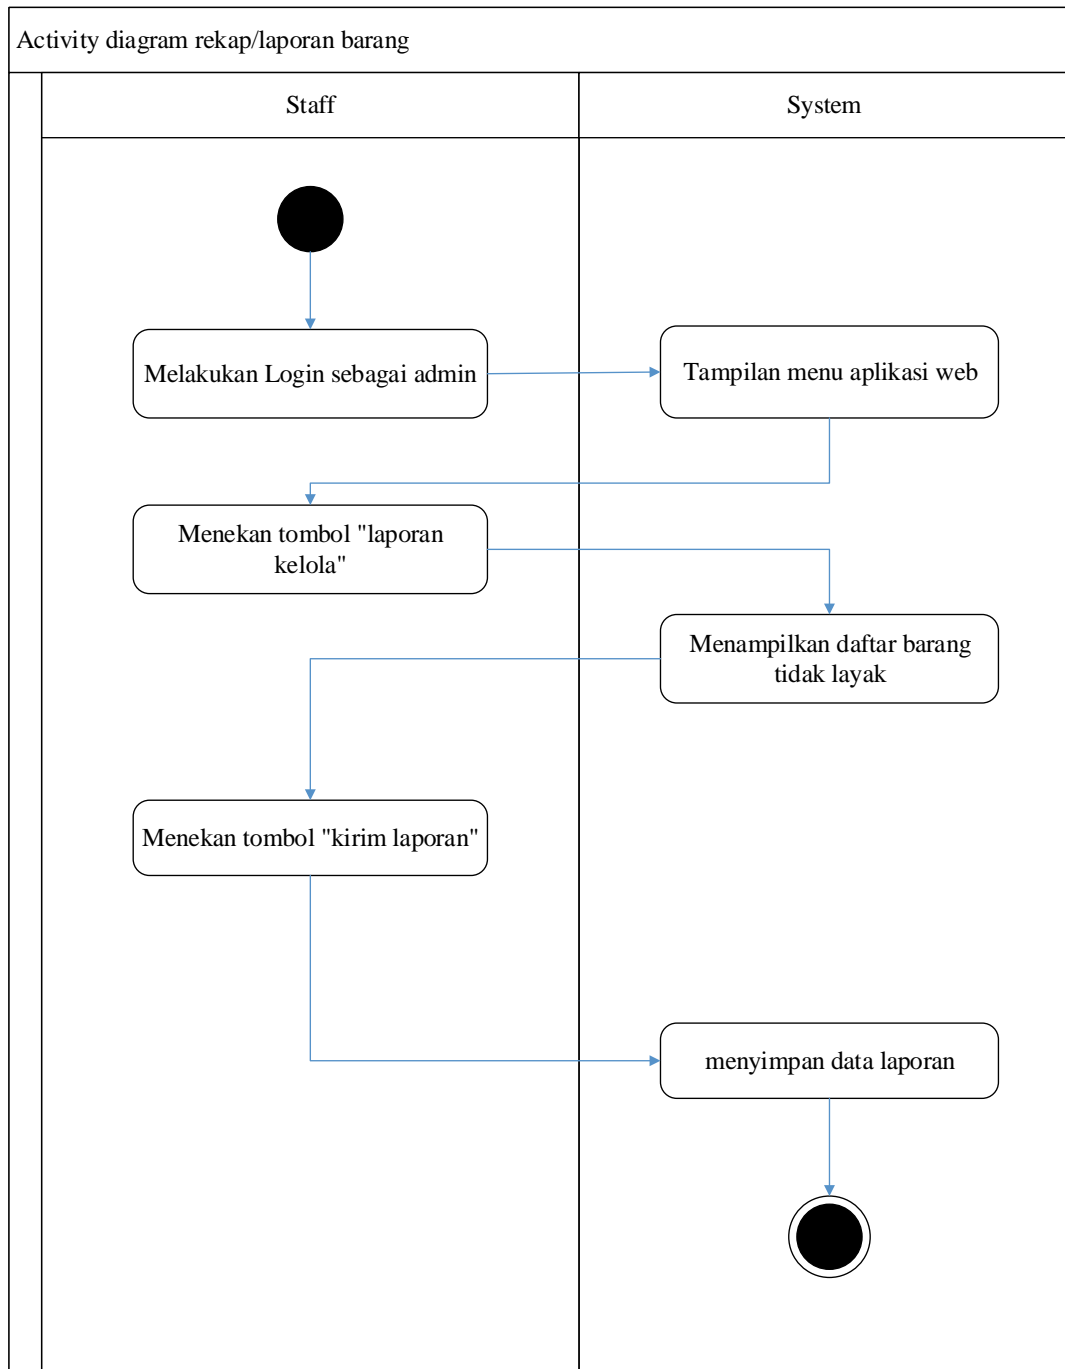 Activity diagram rekap/laporan barang
Staff
System
Melakukan Login sebagai admin
Tampilan menu aplikasi web
Menekan tombol "laporan
kelola"
Menampilkan daftar barang
tidak layak
Menekan tombol "kirim laporan"
menyimpan data laporan